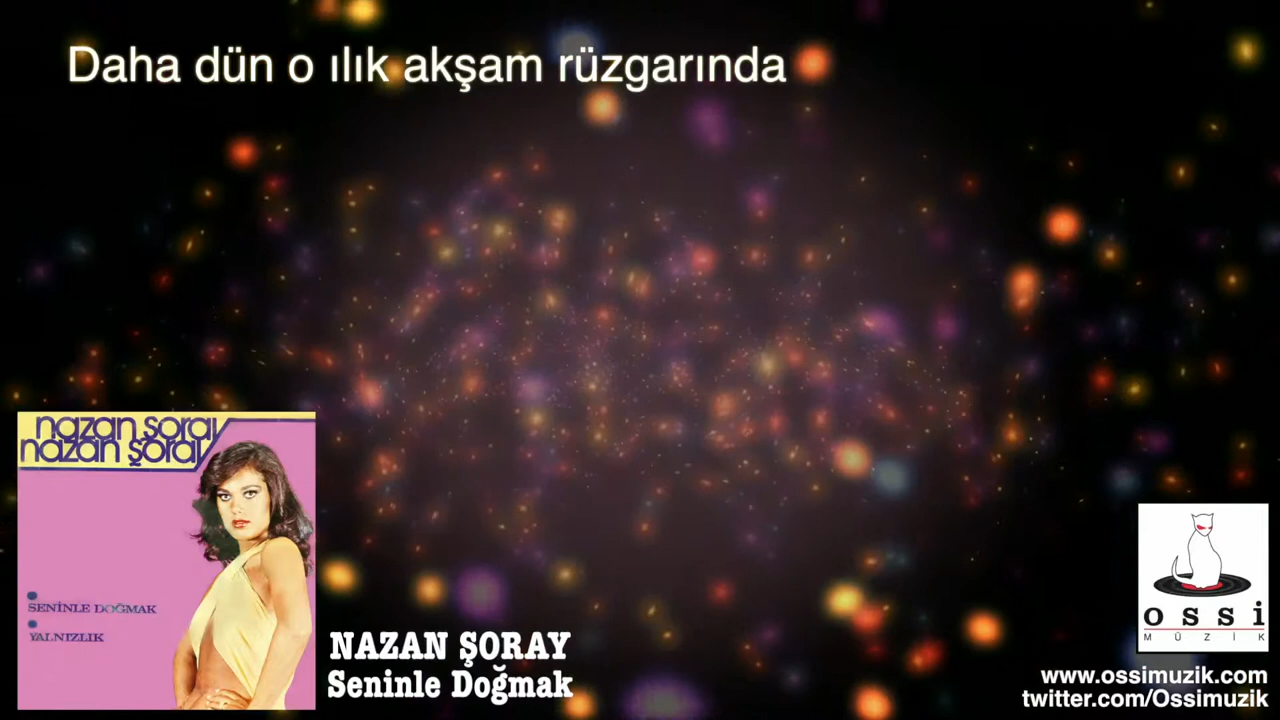 Daha dün o ılık akşam rüzgarında
nazan şoray
nazan şoray
SENİNLE DOĞMAK
YALNIZLIK
NAZAN ŞORAY
Seninle Doğmak
ossi
MÜZİK
www.ossimuzik.com
twitter.com/Ossimuzik